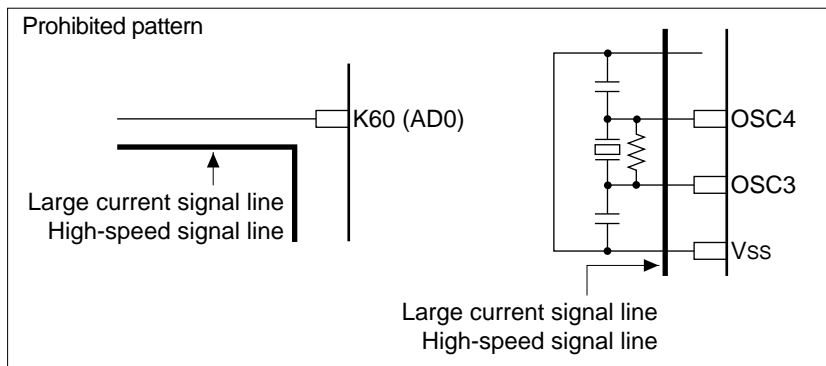 Prohibited pattern
K60 (AD0)
Large current signal line
High-speed signal line
OSC4
OSC3
VSS
Large current signal line
High-speed signal line